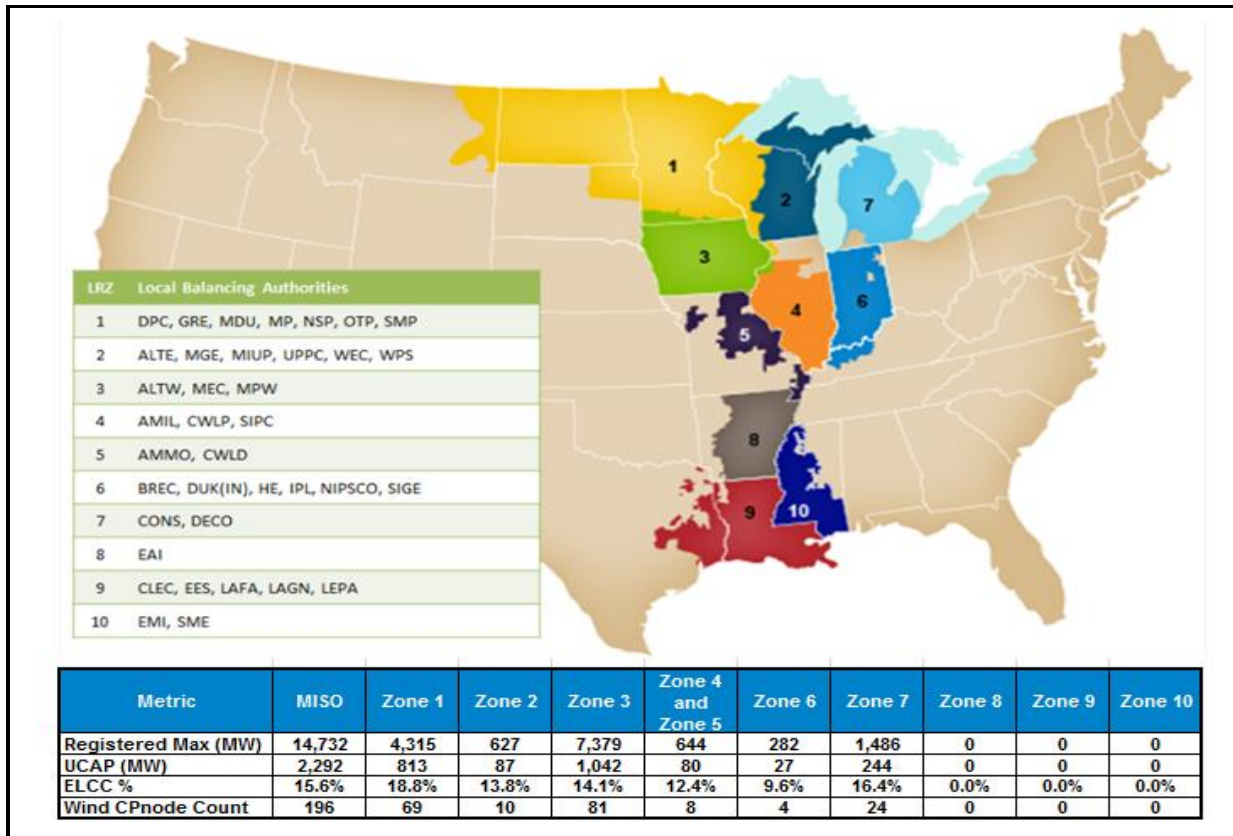 1
2
7
3
4
6
5
8
9
10
LRZ Local Balancing Authorities
1 DPC, GRE, MDU, MP, NSP, OTP, SMP
2 ALTE, MGE, MIUP, UPPC, WEC, WPS
3 ALTW, MEC, MPW
4 AMIL, CWLP, SIPC
5 AMMO, CWLD
6 BREC, DUK(IN), HE, IPL, NIPSCO, SIGE
7 CONS, DECO
8 EAI
9 CLEC, EES, LAFA, LAGN, LEPA
10 EMI, SME
Metric MISO Zone 1 Zone 2 Zone 3 Zone 4 and Zone 5 Zone 6 Zone 7 Zone 8 Zone 9 Zone 10
Registered Max (MW) 14,732 4,315 627 7,379 644 282 1,486 0 0 0
UCAP (MW) 2,292 813 87 1,042 80 27 244 0 0 0
ELCC % 15.6% 18.8% 13.8% 14.1% 12.4% 9.6% 16.4% 0.0% 0.0% 0.0%
Wind CPnode Count 196 69 10 81 8 4 24 0 0 0